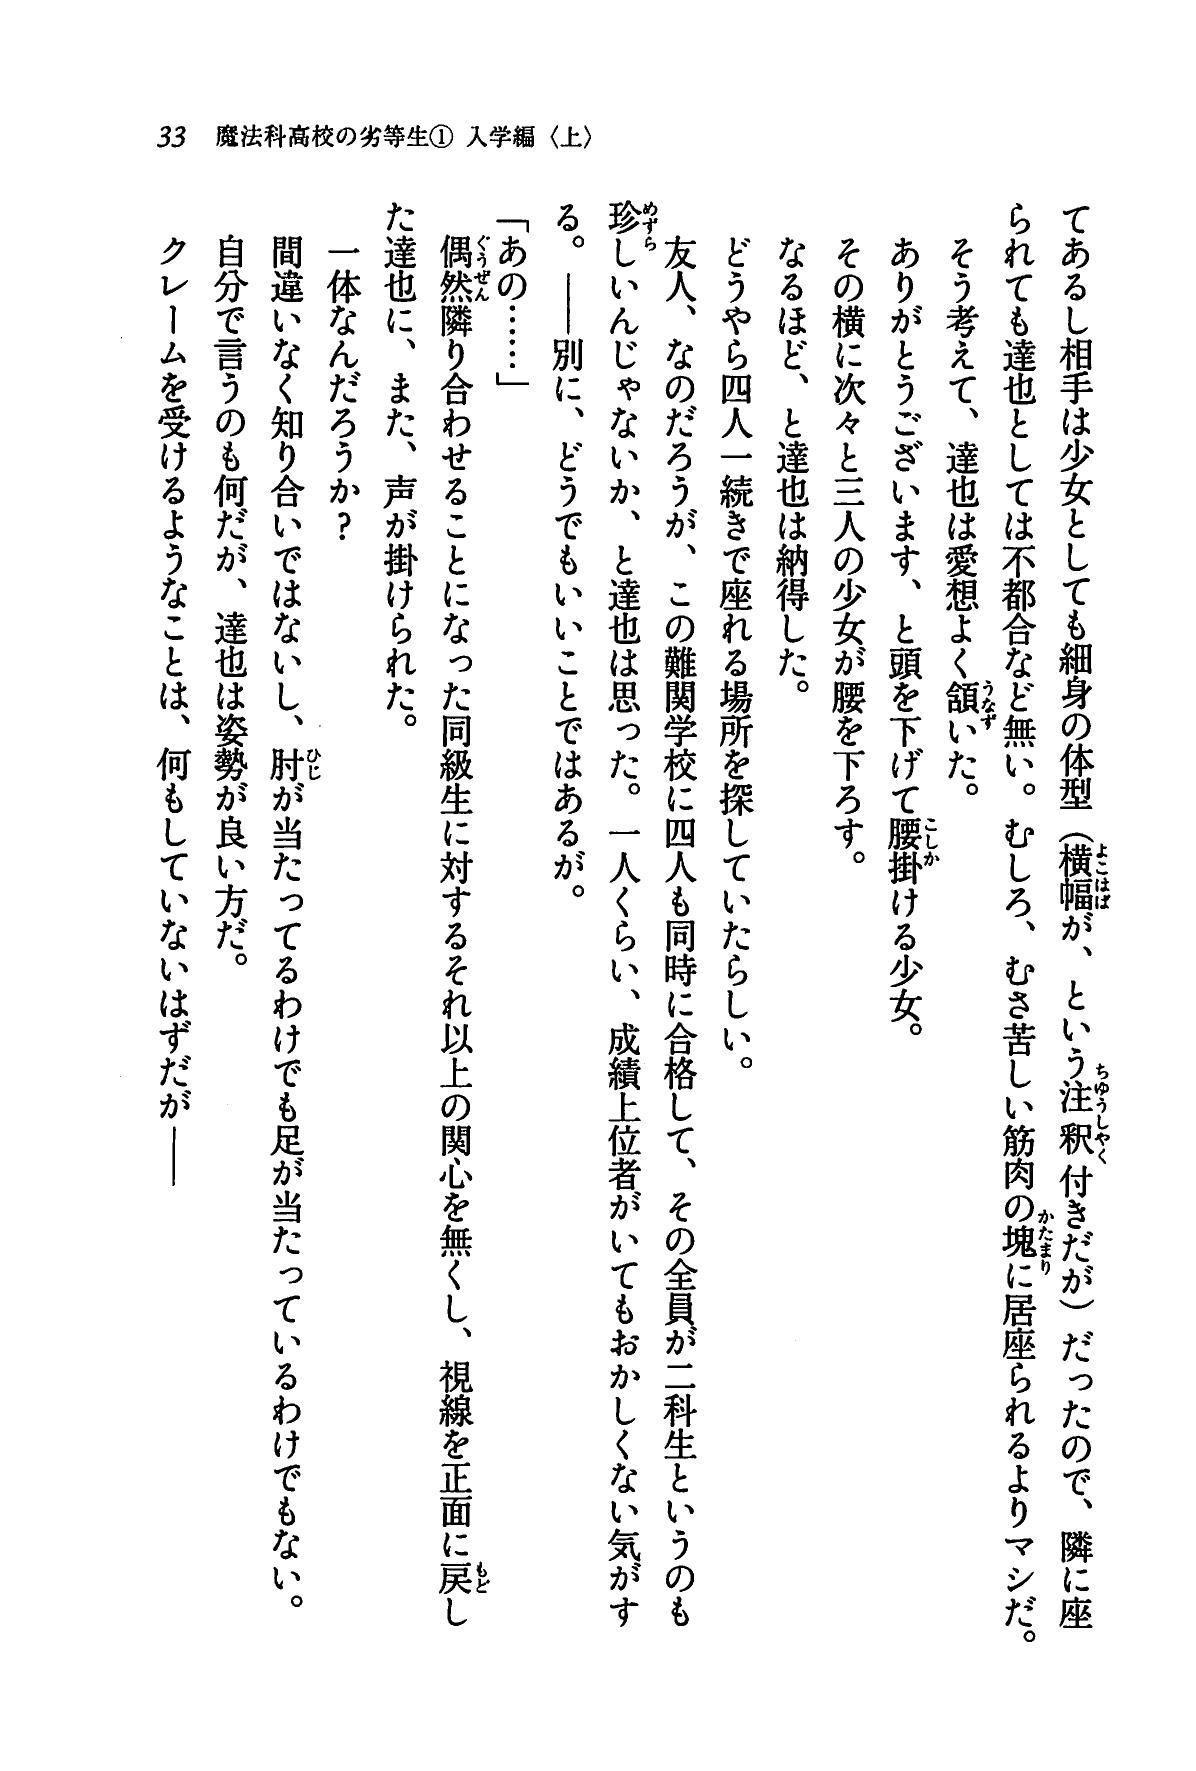 33 魔法科高校の劣等生① 入学編〈上〉
てあるし相手は少女としても細身の体型（横幅が、という注釈付きだが）だったので、隣に座
られても達也としては不都合など無い。むしろ、むさ苦しい筋肉の塊に居座られるよりマシだ。
そう考えて、達也は愛想よく頷いた。
ありがとうございます、と頭を下げて腰掛ける少女。
その横に次々と三人の少女が腰を下ろす。
なるほど、と達也は納得した。
どうやら四人一続きで座れる場所を探していたらしい。
友人、なのだろうが、この難関学校に四人も同時に合格して、その全員が二科生というのも
珍しいんじゃないか、と達也は思った。一人くらい、成績上位者がいてもおかしくない気がす
る。――別に、どうでもいいことではあるが。
「あの……」
偶然隣り合わせることになった同級生に対するそれ以上の関心を無くし、視線を正面に戻し
た達也に、また、声が掛けられた。
一体なんだろうか？
間違いなく知り合いではないし、肘が当たってるわけでも足が当たっているわけでもない。
自分で言うのも何だが、達也は姿勢が良い方だ。
クレームを受けるようなことは、何もしていないはずだが――